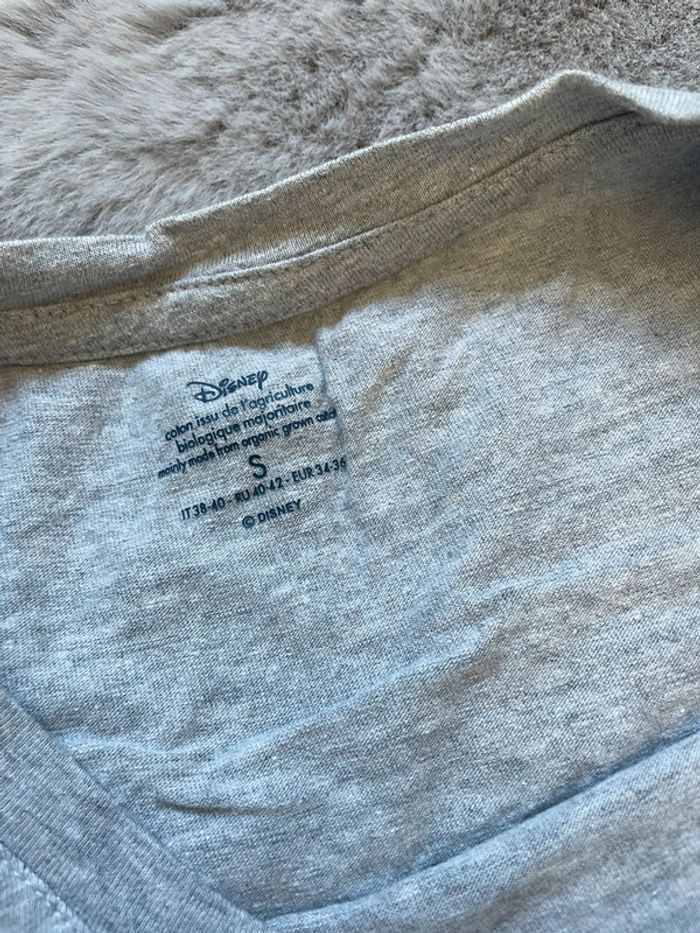 DISNEY
coton issu de l'agriculture
biologique majoritaire
mainly made from organic grown
S
IT 38-40 - RU 40-42 - EUR 34-36
© DISNEY